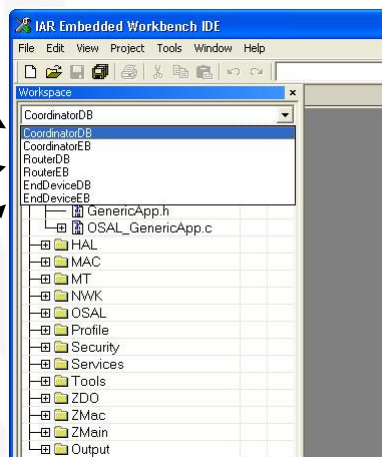 IAR Embedded Workbench IDE
File Edit View Project Tools Window Help
Workspace
CoordinatorDB
CoordinatorDB
CoordinatorEB
RouterDB
RouterEB
EndDeviceDB
EndDeviceEB
GenericApp.h
OSAL_GenericApp.c
HAL
MAC
MT
NWK
OSAL
Profile
Security
Services
Tools
ZDO
ZMac
ZMain
Output